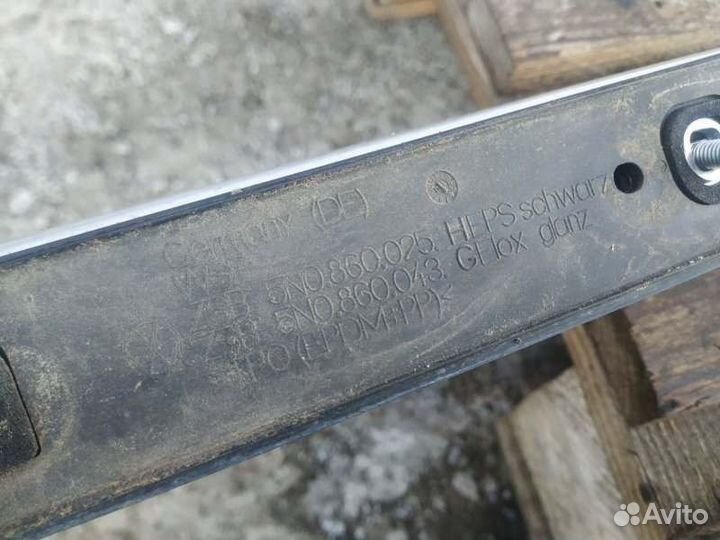 Germany (DE)
5N0.860.025. HEPS schwarz
5N0.860.043. GElox glanz
PO(EPDM+PP)<
Avito